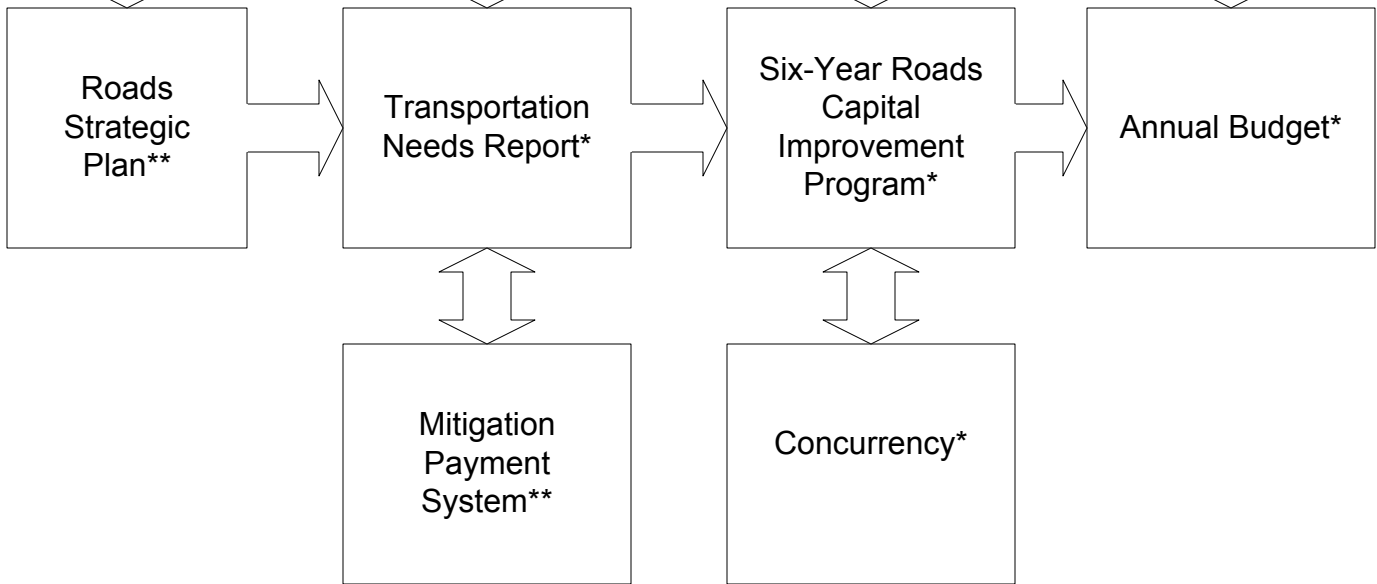 Roads
Strategic
Plan**
Transportation
Needs Report*
Six-Year Roads
Capital
Improvement
Program*
Annual Budget*
Mitigation
Payment
System**
Concurrency*